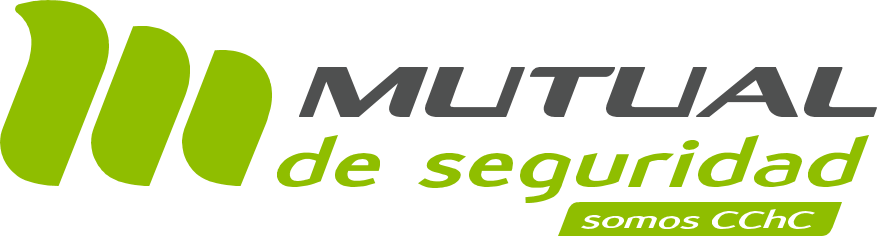 MUTUAL
de seguridad
somos CChC